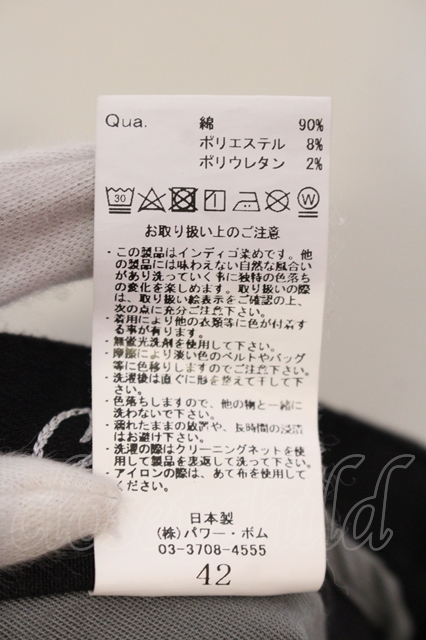 Qua. 綿 90%
ポリエステル 8%
ポリウレタン 2%
30 W
お取り扱い上のご注意
・この製品はインディゴ染めです。他
の製品には味わえない自然な風合い
があり洗っていく毎に独特の色落ち
の変化を楽しめます。取り扱いの際
は、取り扱い絵表示をご確認の上、
次の点に充分ご注意下さい。
・着用により他の衣類等に色が付着す
る事が有ります。
・無蛍光洗剤を使用して下さい。
・摩擦により淡い色のベルトやバッグ
等に色移りしますのでご注意下さい。
・洗濯後は直ぐに形を整えて干して下
さい。
・色落ちしますので、他の物と一緒に
洗わないで下さい。
・濡れたままの放置や、長時間の浸漬
はお避け下さい。
・洗濯の際はクリーニングネットを使
用して製品を裏返して洗って下さい。
・アイロンの際は、あて布を使用して
ください。
日本製
(株)パワー・ボム
03-3708-4555
42